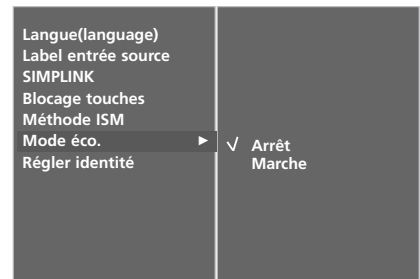 Langue(language)
Label entrée source
SIMPLINK
Blocage touches
Méthode ISM
Mode éco. ►
Régler identité
√ Arrêt
Marche